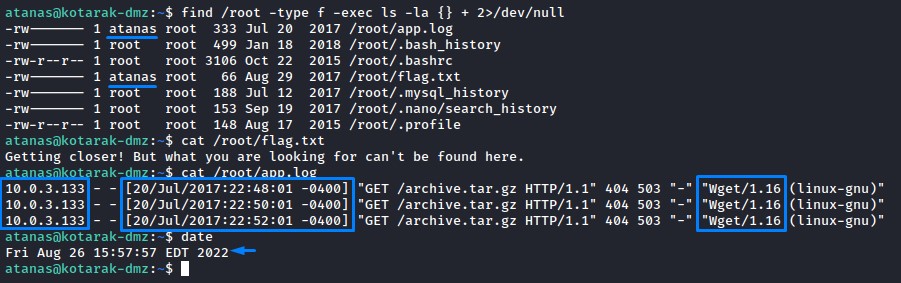 atanas@kotarak-dmz:~$ find /root -type f -exec ls -la {} + 2>/dev/null
-rw------- 1 atanas root  333 Jul 20  2017 /root/app.log
-rw------- 1 root   root  499 Jan 18  2018 /root/.bash_history
-rw-r--r-- 1 root   root 3106 Oct 22  2015 /root/.bashrc
-rw------- 1 atanas root   66 Aug 29  2017 /root/flag.txt
-rw------- 1 root   root  188 Jul 12  2017 /root/.mysql_history
-rw------- 1 root   root  153 Sep 19  2017 /root/.nano/search_history
-rw-r--r-- 1 root   root  148 Aug 17  2015 /root/.profile
atanas@kotarak-dmz:~$ cat /root/flag.txt
Getting closer! But what you are looking for can't be found here.
atanas@kotarak-dmz:~$ cat /root/app.log
10.0.3.133 - - [20/Jul/2017:22:48:01 -0400] "GET /archive.tar.gz HTTP/1.1" 404 503 "-" "Wget/1.16 (linux-gnu)"
10.0.3.133 - - [20/Jul/2017:22:50:01 -0400] "GET /archive.tar.gz HTTP/1.1" 404 503 "-" "Wget/1.16 (linux-gnu)"
10.0.3.133 - - [20/Jul/2017:22:52:01 -0400] "GET /archive.tar.gz HTTP/1.1" 404 503 "-" "Wget/1.16 (linux-gnu)"
atanas@kotarak-dmz:~$ date
Fri Aug 26 15:57:57 EDT 2022
atanas@kotarak-dmz:~$